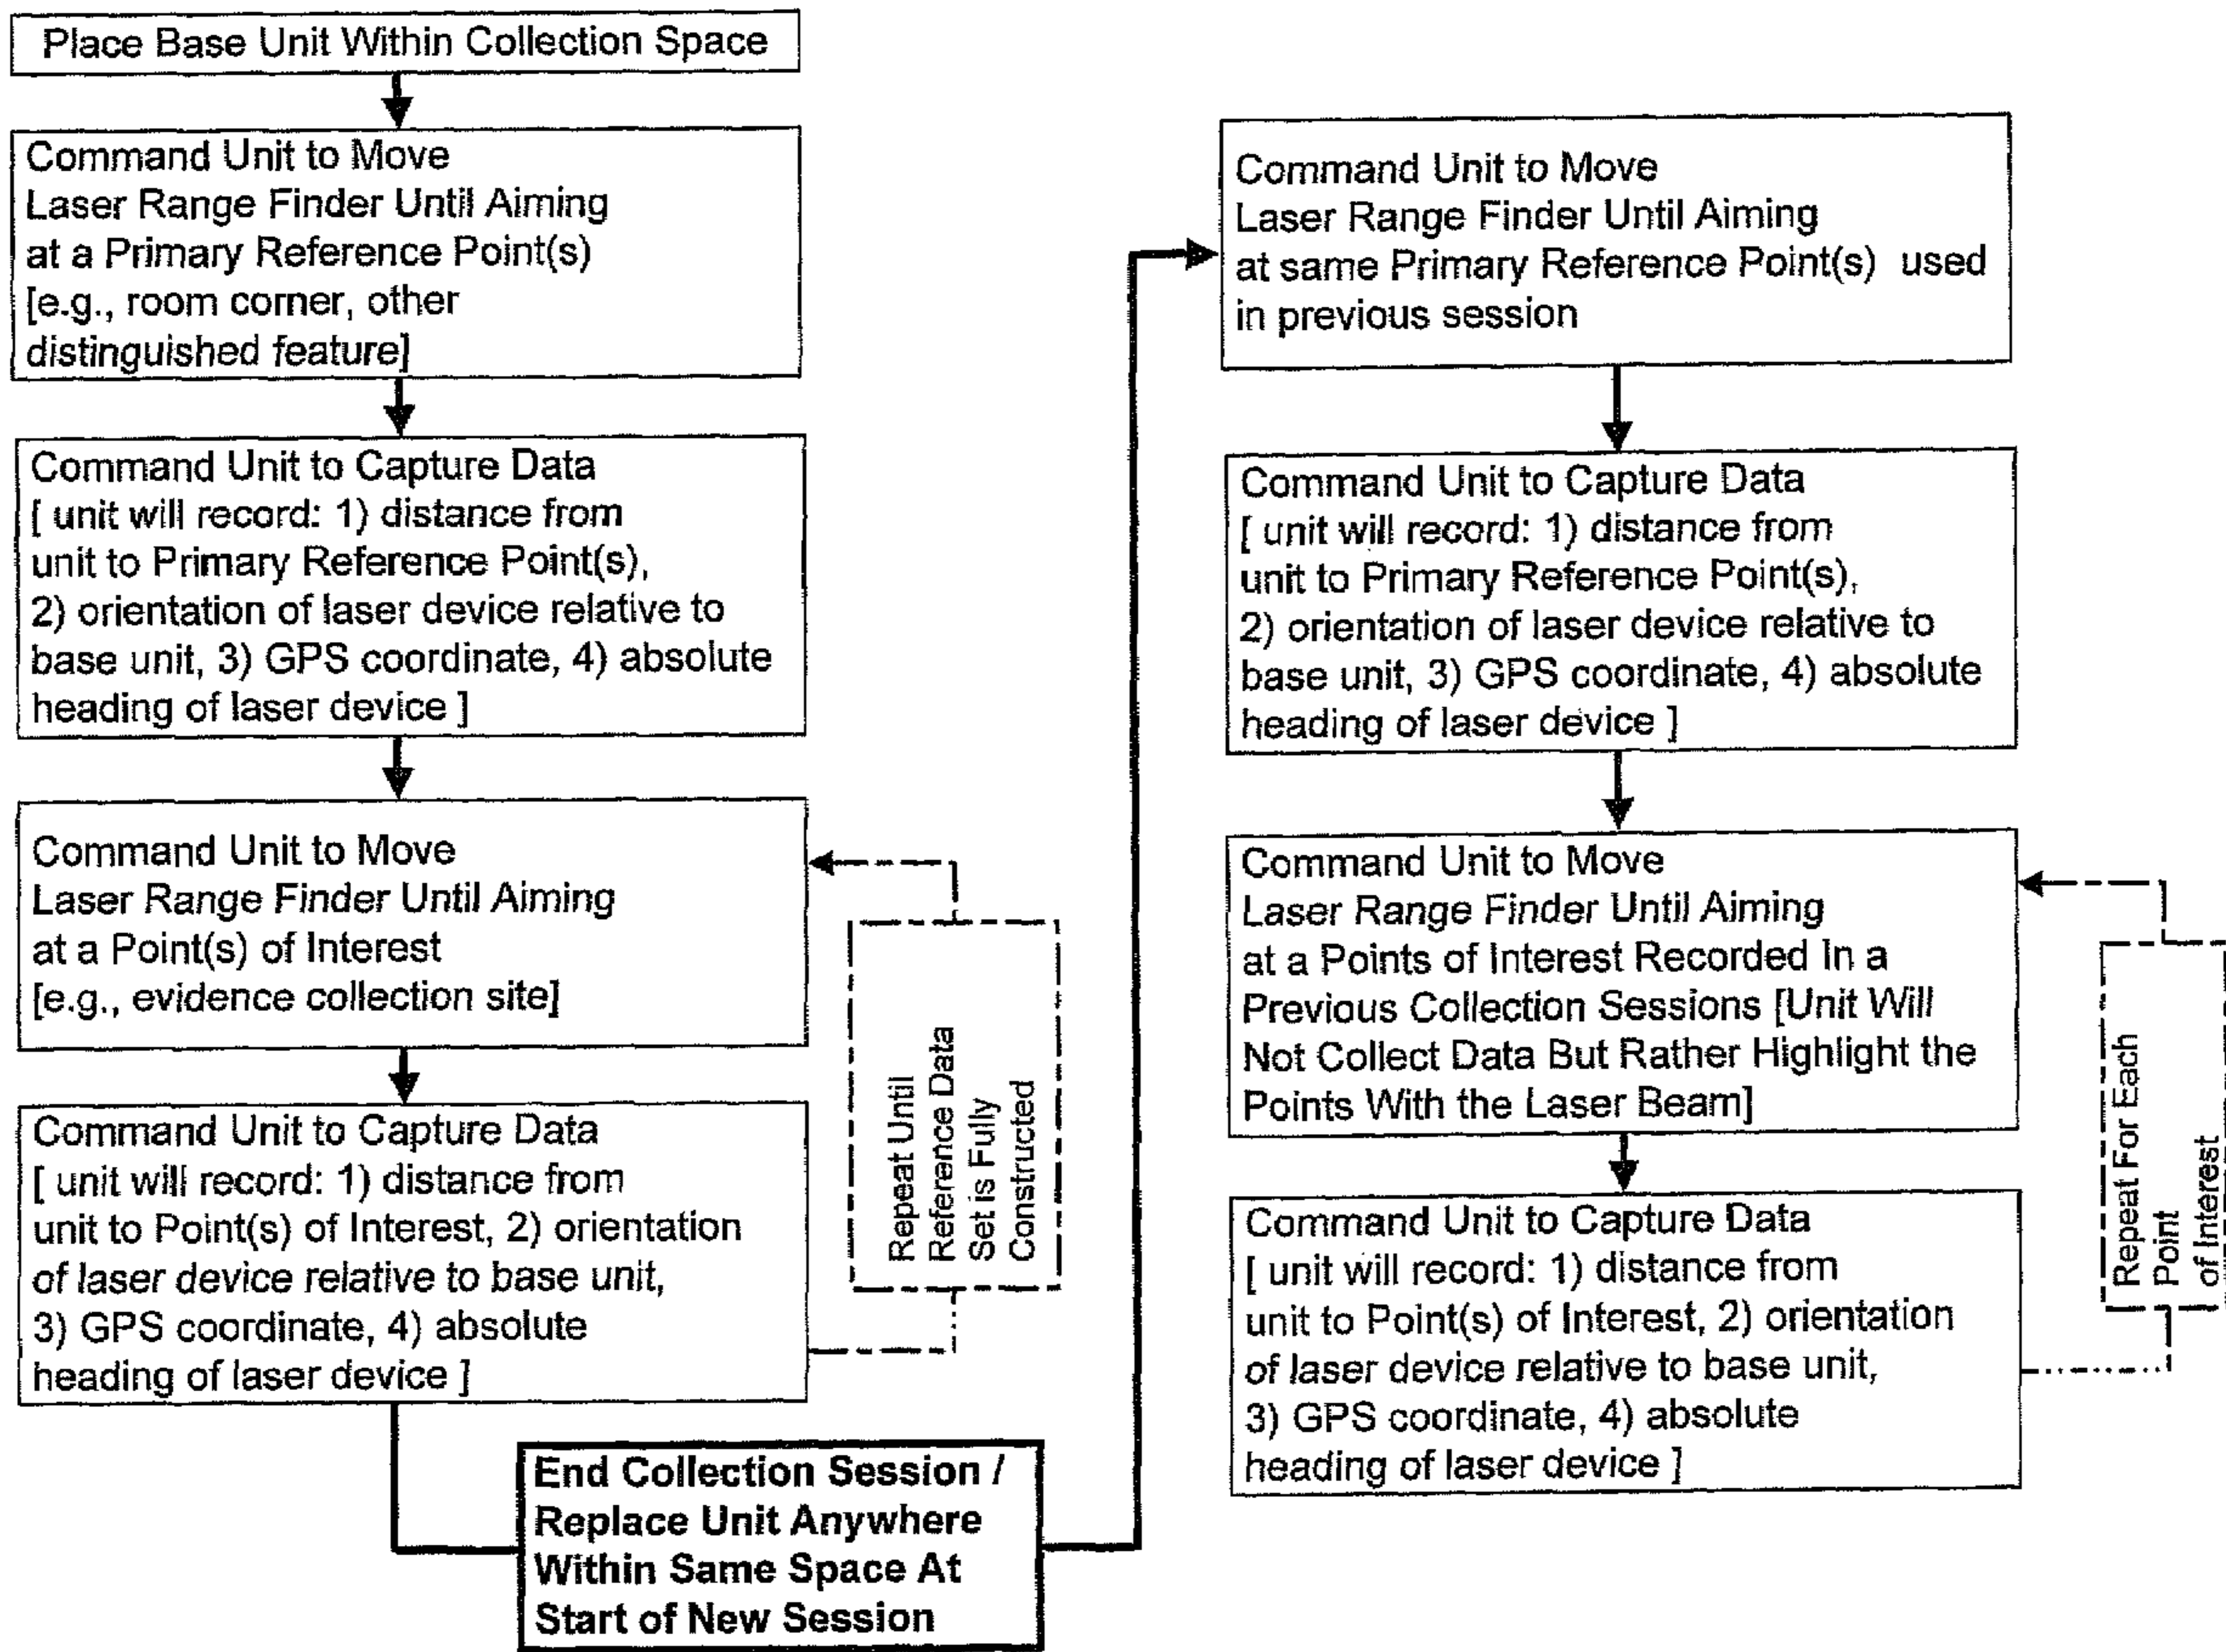 Place Base Unit Within Collection Space
Command Unit to Move
Laser Range Finder Until Aiming
at a Primary Reference Point(s)
[e.g., room corner, other
distinguished feature]
Command Unit to Capture Data
[ unit will record: 1) distance from
unit to Primary Reference Point(s),
2) orientation of laser device relative to
base unit, 3) GPS coordinate, 4) absolute
heading of laser device ]
Command Unit to Move
Laser Range Finder Until Aiming
at a Point(s) of Interest
[e.g., evidence collection site]
Command Unit to Capture Data
[ unit will record: 1) distance from
unit to Point(s) of Interest, 2) orientation
of laser device relative to base unit,
3) GPS coordinate, 4) absolute
heading of laser device ]
Repeat Until
Reference Data
Set is Fully
Constructed
End Collection Session /
Replace Unit Anywhere
Within Same Space At
Start of New Session
Command Unit to Move
Laser Range Finder Until Aiming
at same Primary Reference Point(s) used
in previous session
Command Unit to Capture Data
[ unit will record: 1) distance from
unit to Primary Reference Point(s),
2) orientation of laser device relative to
base unit, 3) GPS coordinate, 4) absolute
heading of laser device ]
Command Unit to Move
Laser Range Finder Until Aiming
at a Points of Interest Recorded In a
Previous Collection Sessions [Unit Will
Not Collect Data But Rather Highlight the
Points With the Laser Beam]
Command Unit to Capture Data
[ unit will record: 1) distance from
unit to Point(s) of Interest, 2) orientation
of laser device relative to base unit,
3) GPS coordinate, 4) absolute
heading of laser device ]
Repeat For Each
Point
of Interest